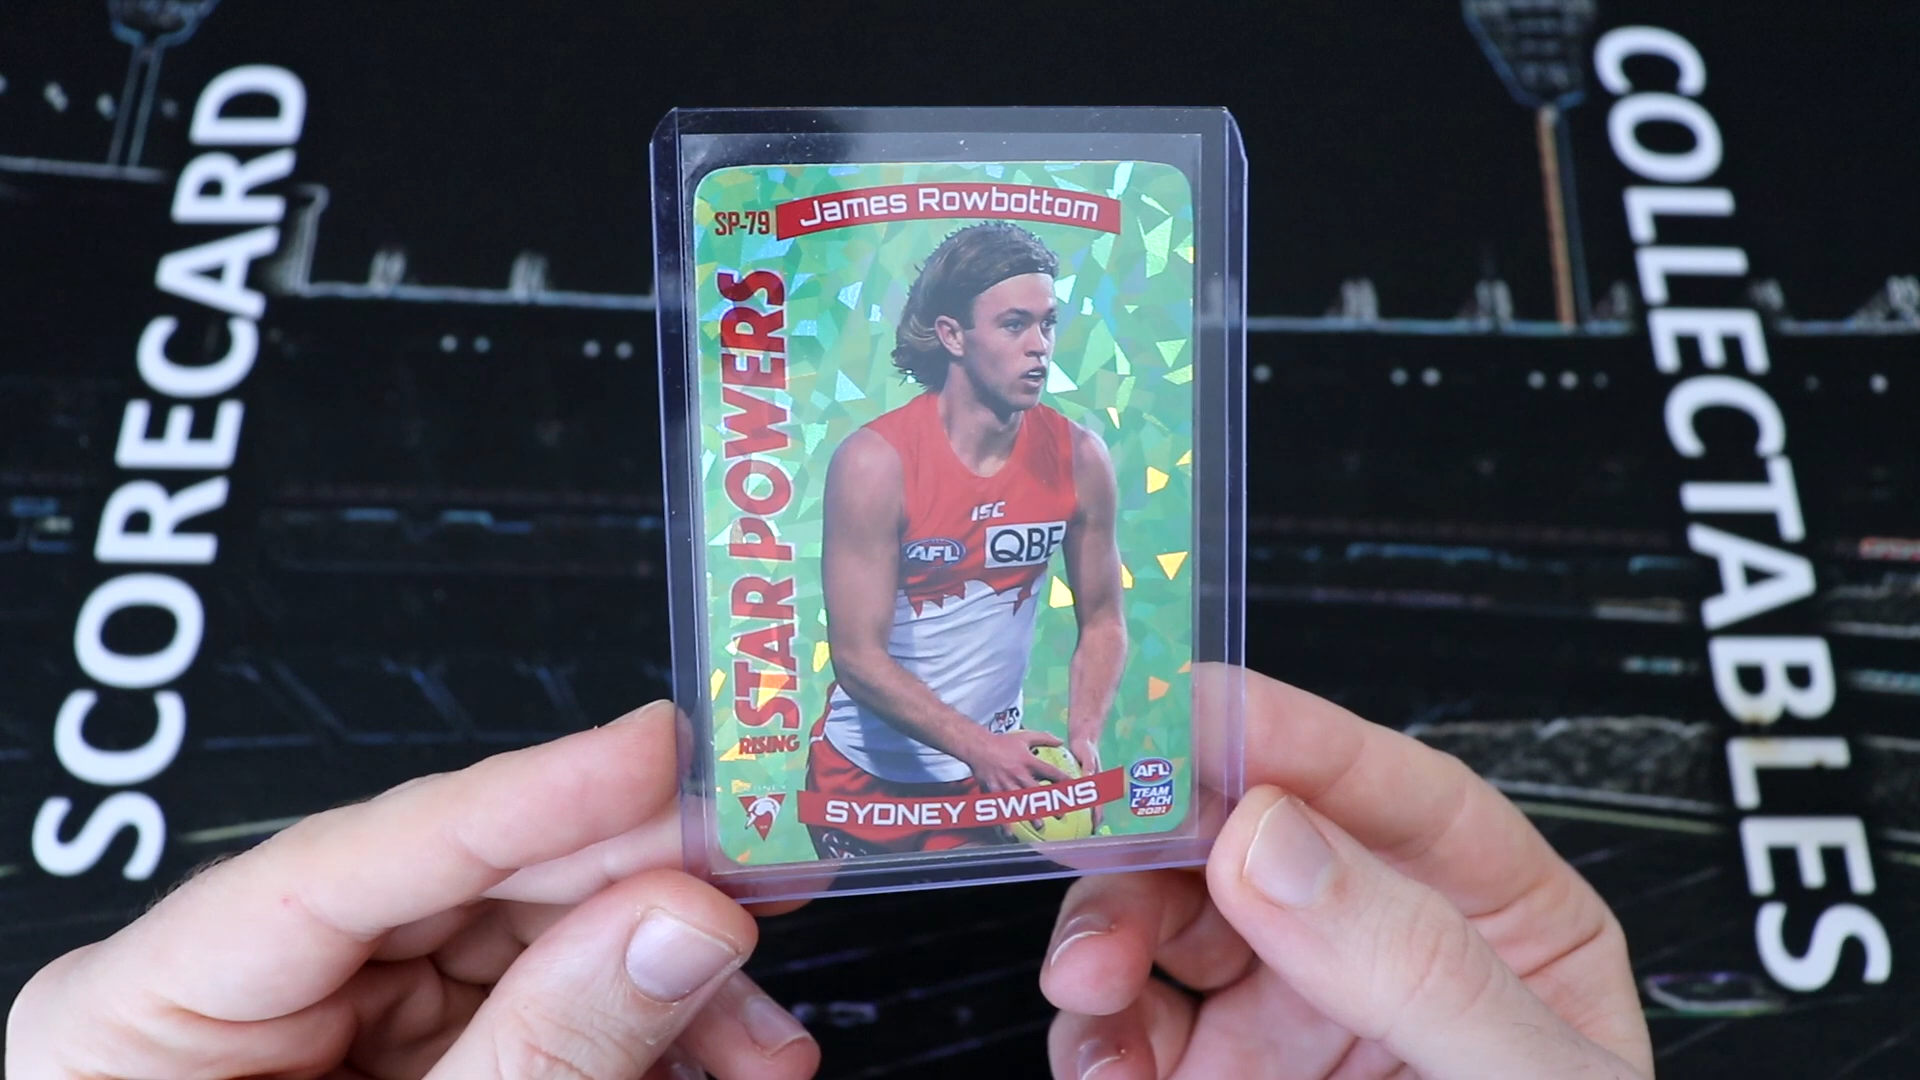 SCORECARD
COLLECTABLES
SP-79
James Rowbottom
STAR POWERS
RISING
ISC
AFL
QBE
SYDNEY SWANS
AFL
TEAM
COACH
2021